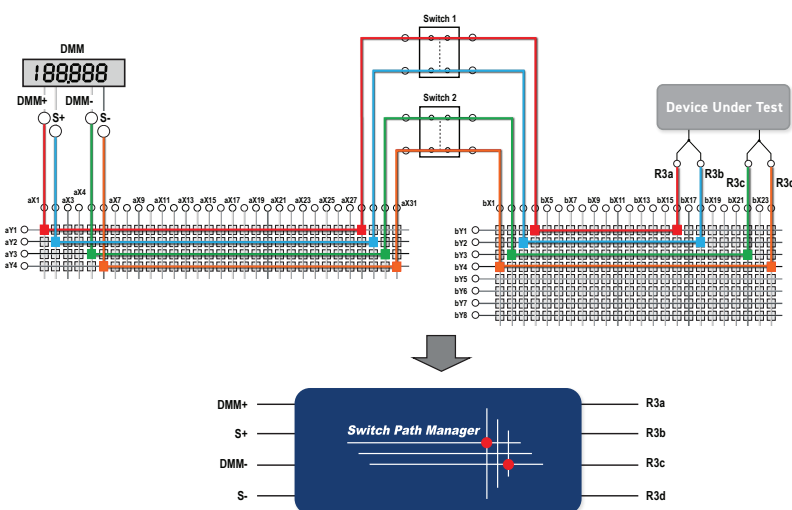 Switch 1
DMM
188.888
DMM+ DMM-
S+ S-
Switch 2
Device Under Test
R3a R3b R3c R3d
aX1 aX3 aX4 aX7 aX9 aX11 aX13 aX15 aX17 aX19 aX21 aX23 aX25 aX27 aX31
bX1 bX5 bX7 bX9 bX11 bX13 bX15 bX17 bX19 bX21 bX23
aY1
aY2
aY3
aY4
bY1
bY2
bY3
bY4
bY5
bY6
bY7
bY8
DMM+ R3a
S+ R3b
Switch Path Manager
DMM- R3c
S- R3d